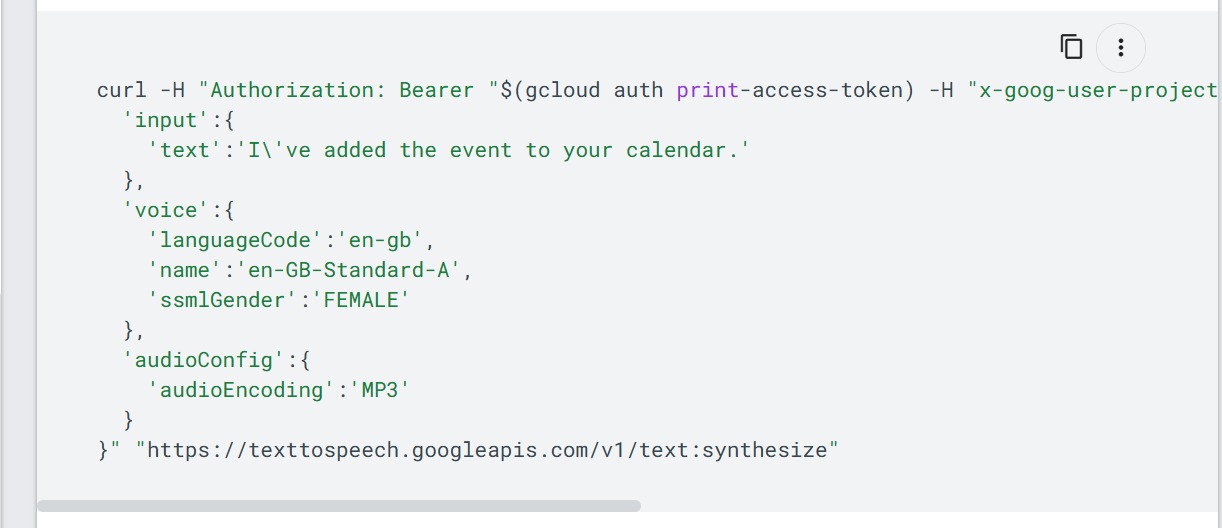 curl -H "Authorization: Bearer "$(gcloud auth print-access-token) -H "x-goog-user-project
'input':{
'text':'I\'ve added the event to your calendar.'
},
'voice':{
'languageCode':'en-gb',
'name':'en-GB-Standard-A',
'ssmlGender':'FEMALE'
},
'audioConfig':{
'audioEncoding':'MP3'
}
}" "https://texttospeech.googleapis.com/v1/text:synthesize"